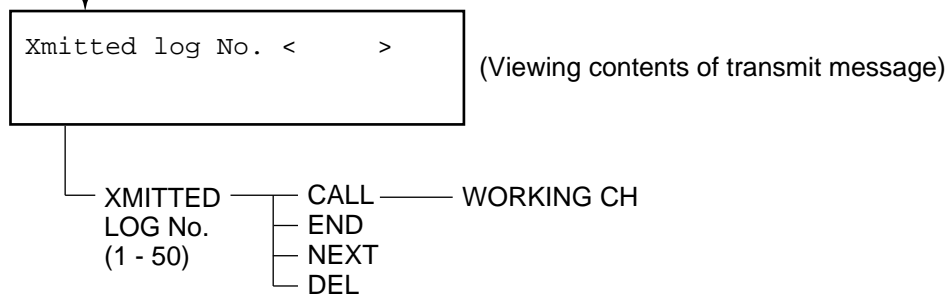 Xmitted log No. < >
(Viewing contents of transmit message)
XMITTED CALL WORKING CH
LOG No. END
(1 - 50) NEXT
DEL